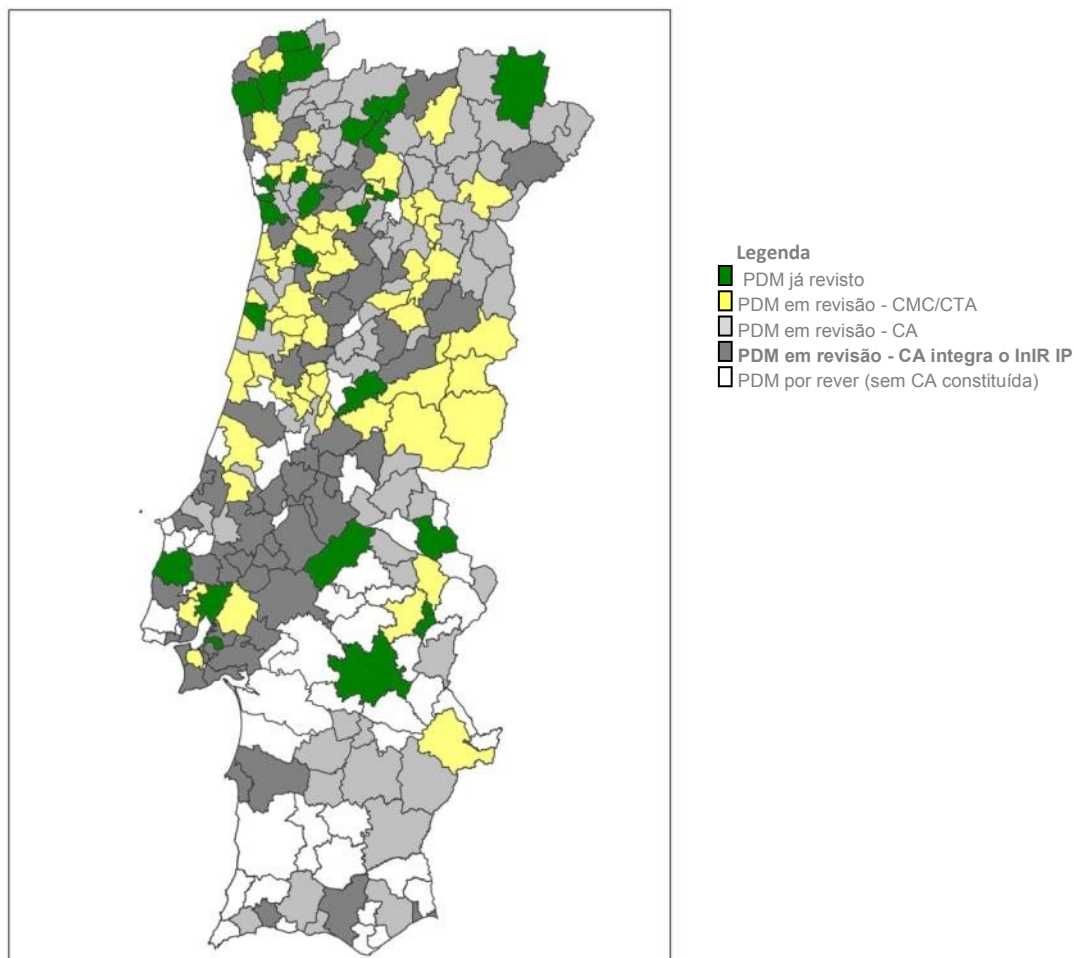 Legenda
PDM já revisto
PDM em revisão - CMC/CTA
PDM em revisão - CA
PDM em revisão - CA integra o InIR IP
PDM por rever (sem CA constituída)